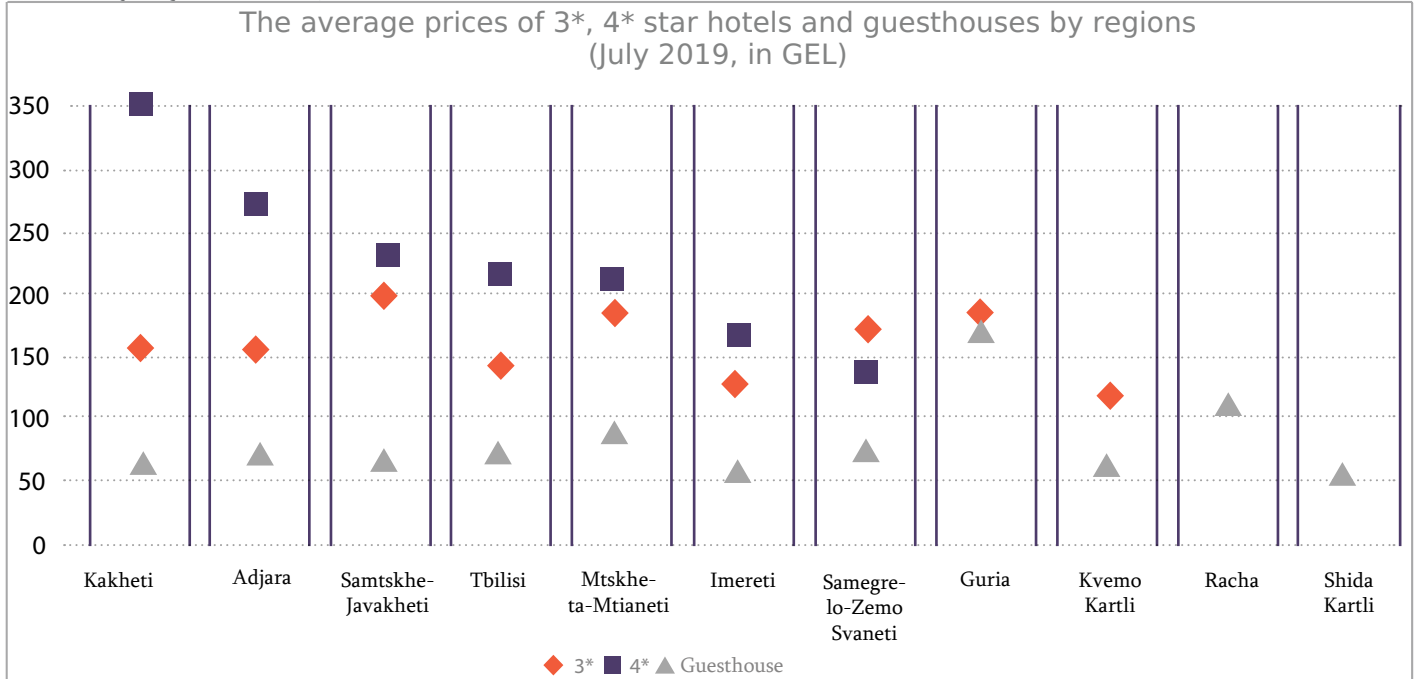 The average prices of 3*, 4* star hotels and guesthouses by regions
(July 2019, in GEL)
350
300
250
200
150
100
50
0
Kakheti
Adjara
Samtskhe-
Javakheti
Tbilisi
Mtskhe-
ta-Mtianeti
Imereti
Samegre-
lo-Zemo
Svaneti
Guria
Kvemo
Kartli
Racha
Shida
Kartli
3* 4* Guesthouse